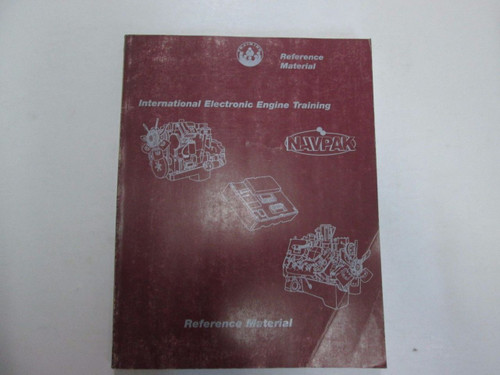 Reference
Material
International Electronic Engine Training
NAVPAK
Reference Material